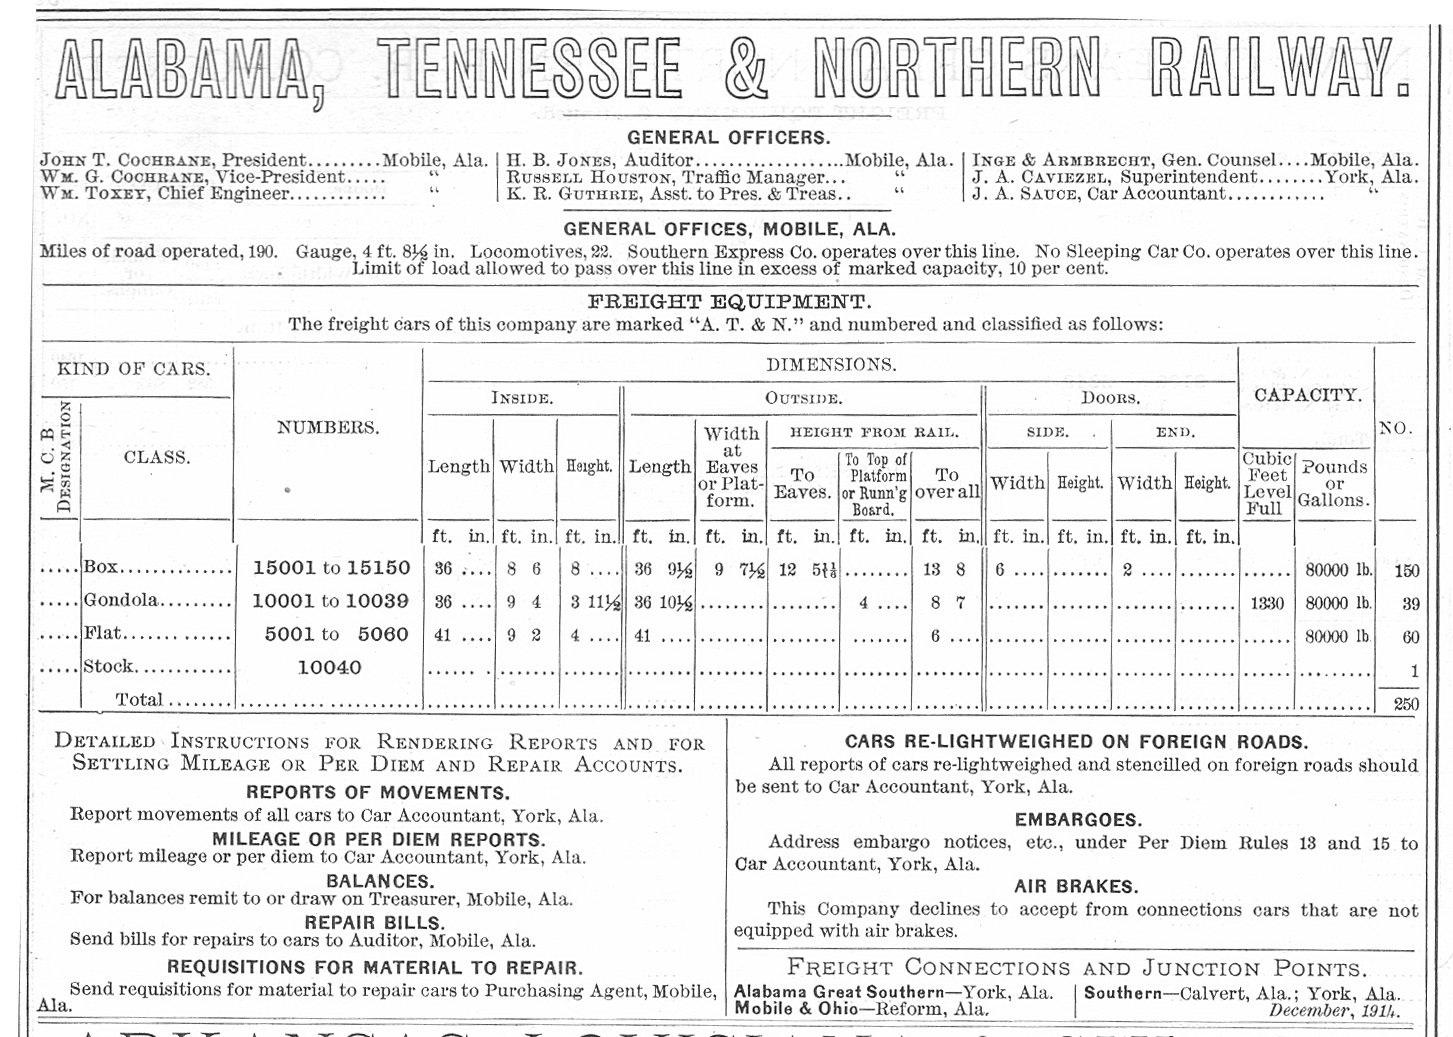 ALABAMA, TENNESSEE & NORTHERN RAILWAY.
GENERAL OFFICERS.
JOHN T. COCHRANE, President.........Mobile, Ala.
WM. G. COCHRANE, Vice-President..... "
WM. TOXEY, Chief Engineer............ "
H. B. JONES, Auditor..................Mobile, Ala.
RUSSELL HOUSTON, Traffic Manager... "
K. R. GUTHRIE, Asst. to Pres. & Treas.. "
INGE & ARMBRECHT, Gen. Counsel....Mobile, Ala.
J. A. CAVIEZEL, Superintendent........York, Ala.
J. A. SAUCE, Car Accountant............ "
GENERAL OFFICES, MOBILE, ALA.
Miles of road operated, 190. Gauge, 4 ft. 8½ in. Locomotives, 22. Southern Express Co. operates over this line. No Sleeping Car Co. operates over this line.
Limit of load allowed to pass over this line in excess of marked capacity, 10 per cent.
FREIGHT EQUIPMENT.
The freight cars of this company are marked "A. T. & N." and numbered and classified as follows:
KIND OF CARS.
M. C. B DESIGNATION
CLASS.
NUMBERS.
DIMENSIONS.
INSIDE.
Length Width Height.
OUTSIDE.
Length
Width
at
Eaves
or Plat-
form.
HEIGHT FROM RAIL.
To
Eaves.
To Top of
Platform
or Runn'g
Board.
To
over all
DOORS.
SIDE. END.
Width Height. Width Height.
CAPACITY.
Cubic
Feet
Level
Full
Pounds
or
Gallons.
NO.
ft. in. ft. in. ft. in. ft. in. ft. in. ft. in. ft. in. ft. in. ft. in. ft. in. ft. in. ft. in.
.....Box.............. 15001 to 15150 36 .... 8 6 8 .... 36 9½ 9 7½ 12 5 ........ 13 8 6 .... ........ 2 .... ........ ...... 80000 lb. 150
.....Gondola......... 10001 to 10039 36 .... 9 4 3 11½ 36 10½ ......... ......... 4 .... 8 7 ........ ........ ........ ........ 1330 80000 lb. 39
.....Flat.............. 5001 to 5060 41 .... 9 2 4 .... 41 .... ......... ......... ........ 6 .... ........ ........ ........ ........ ...... 80000 lb 60
.....Stock............ 10040 ........ ........ ........ ........ ........ ........ ........ ........ ........ ........ ........ ........ ...... ......... 1
Total ........ .................... ........ ........ ........ ........ ........ ........ ........ ........ ........ ........ ........ ........ ...... ......... 250
DETAILED INSTRUCTIONS FOR RENDERING REPORTS AND FOR
SETTLING MILEAGE OR PER DIEM AND REPAIR ACCOUNTS.
REPORTS OF MOVEMENTS.
Report movements of all cars to Car Accountant, York, Ala.
MILEAGE OR PER DIEM REPORTS.
Report mileage or per diem to Car Accountant, York, Ala.
BALANCES.
For balances remit to or draw on Treasurer, Mobile, Ala.
REPAIR BILLS.
Send bills for repairs to cars to Auditor, Mobile, Ala.
REQUISITIONS FOR MATERIAL TO REPAIR.
Send requisitions for material to repair cars to Purchasing Agent, Mobile,
Ala.
CARS RE-LIGHTWEIGHED ON FOREIGN ROADS.
All reports of cars re-lightweighed and stencilled on foreign roads should
be sent to Car Accountant, York, Ala.
EMBARGOES.
Address embargo notices, etc., under Per Diem Rules 13 and 15 to
Car Accountant, York, Ala.
AIR BRAKES.
This Company declines to accept from connections cars that are not
equipped with air brakes.
FREIGHT CONNECTIONS AND JUNCTION POINTS.
Alabama Great Southern—York, Ala.
Mobile & Ohio—Reform, Ala.
Southern—Calvert, Ala.; York, Ala.
December, 1914.